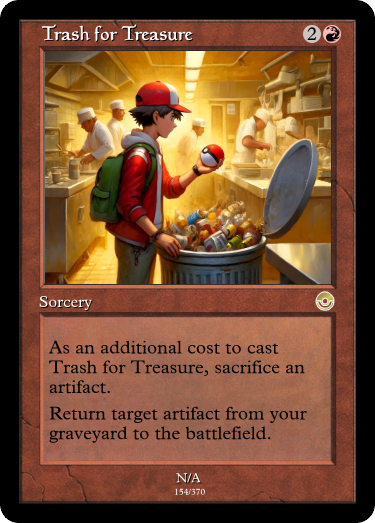 Trash for Treasure 2
Sorcery
As an additional cost to cast
Trash for Treasure, sacrifice an
artifact.
Return target artifact from your
graveyard to the battlefield.
N/A
154/370